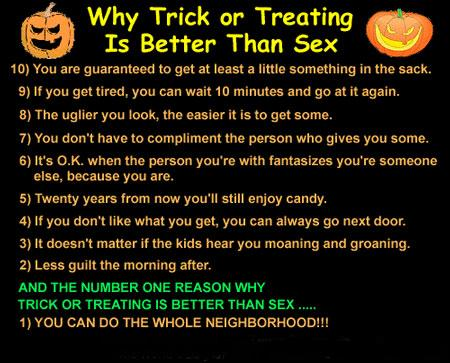 Why Trick or Treating
Is Better Than Sex
10) You are guaranteed to get at least a little something in the sack.
9) If you get tired, you can wait 10 minutes and go at it again.
8) The uglier you look, the easier it is to get some.
7) You don't have to compliment the person who gives you some.
6) It's O.K. when the person you're with fantasizes you're someone
else, because you are.
5) Twenty years from now you'll still enjoy candy.
4) If you don't like what you get, you can always go next door.
3) It doesn't matter if the kids hear you moaning and groaning.
2) Less guilt the morning after.
AND THE NUMBER ONE REASON WHY
TRICK OR TREATING IS BETTER THAN SEX .....
1) YOU CAN DO THE WHOLE NEIGHBORHOOD!!!